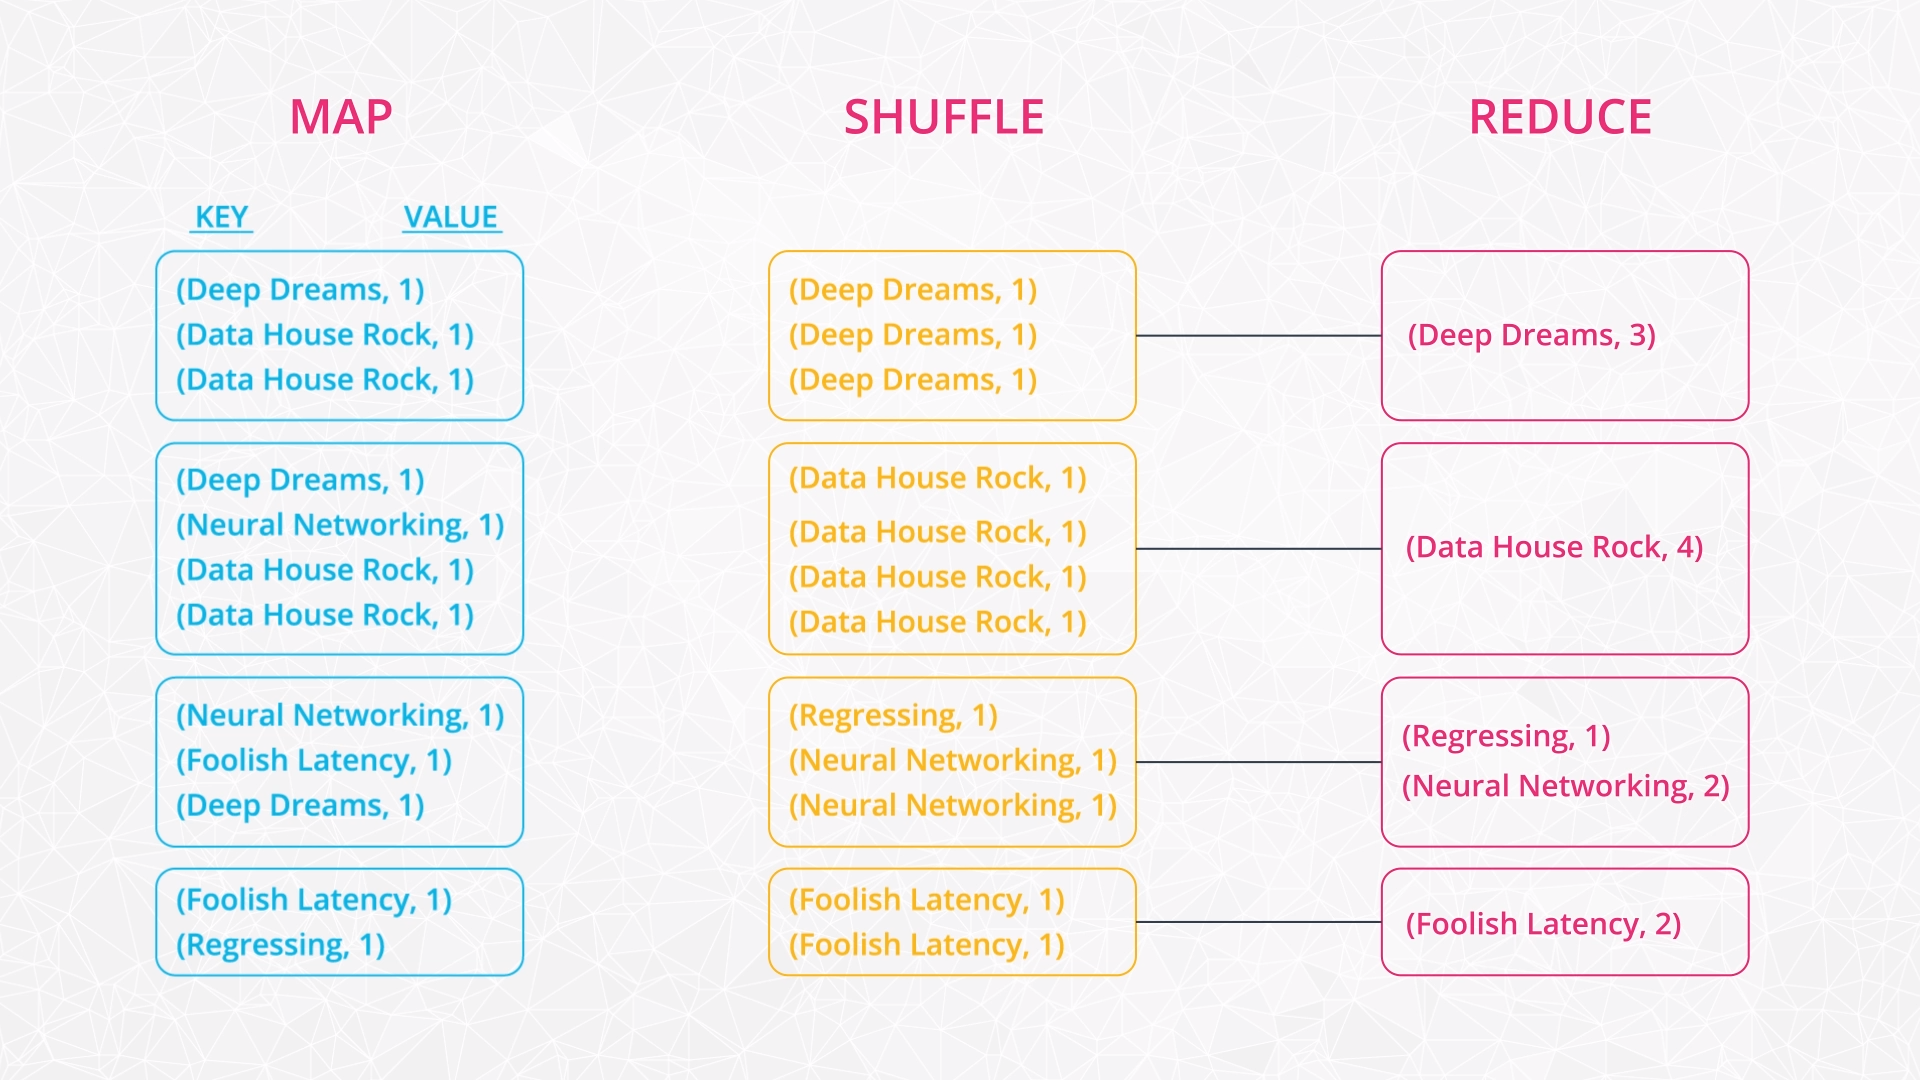 MAP
KEY VALUE
(Deep Dreams, 1)
(Data House Rock, 1)
(Data House Rock, 1)
(Deep Dreams, 1)
(Neural Networking, 1)
(Data House Rock, 1)
(Data House Rock, 1)
(Neural Networking, 1)
(Foolish Latency, 1)
(Deep Dreams, 1)
(Foolish Latency, 1)
(Regressing, 1)
SHUFFLE
(Deep Dreams, 1)
(Deep Dreams, 1)
(Deep Dreams, 1)
(Data House Rock, 1)
(Data House Rock, 1)
(Data House Rock, 1)
(Data House Rock, 1)
(Regressing, 1)
(Neural Networking, 1)
(Neural Networking, 1)
(Foolish Latency, 1)
(Foolish Latency, 1)
REDUCE
(Deep Dreams, 3)
(Data House Rock, 4)
(Regressing, 1)
(Neural Networking, 2)
(Foolish Latency, 2)